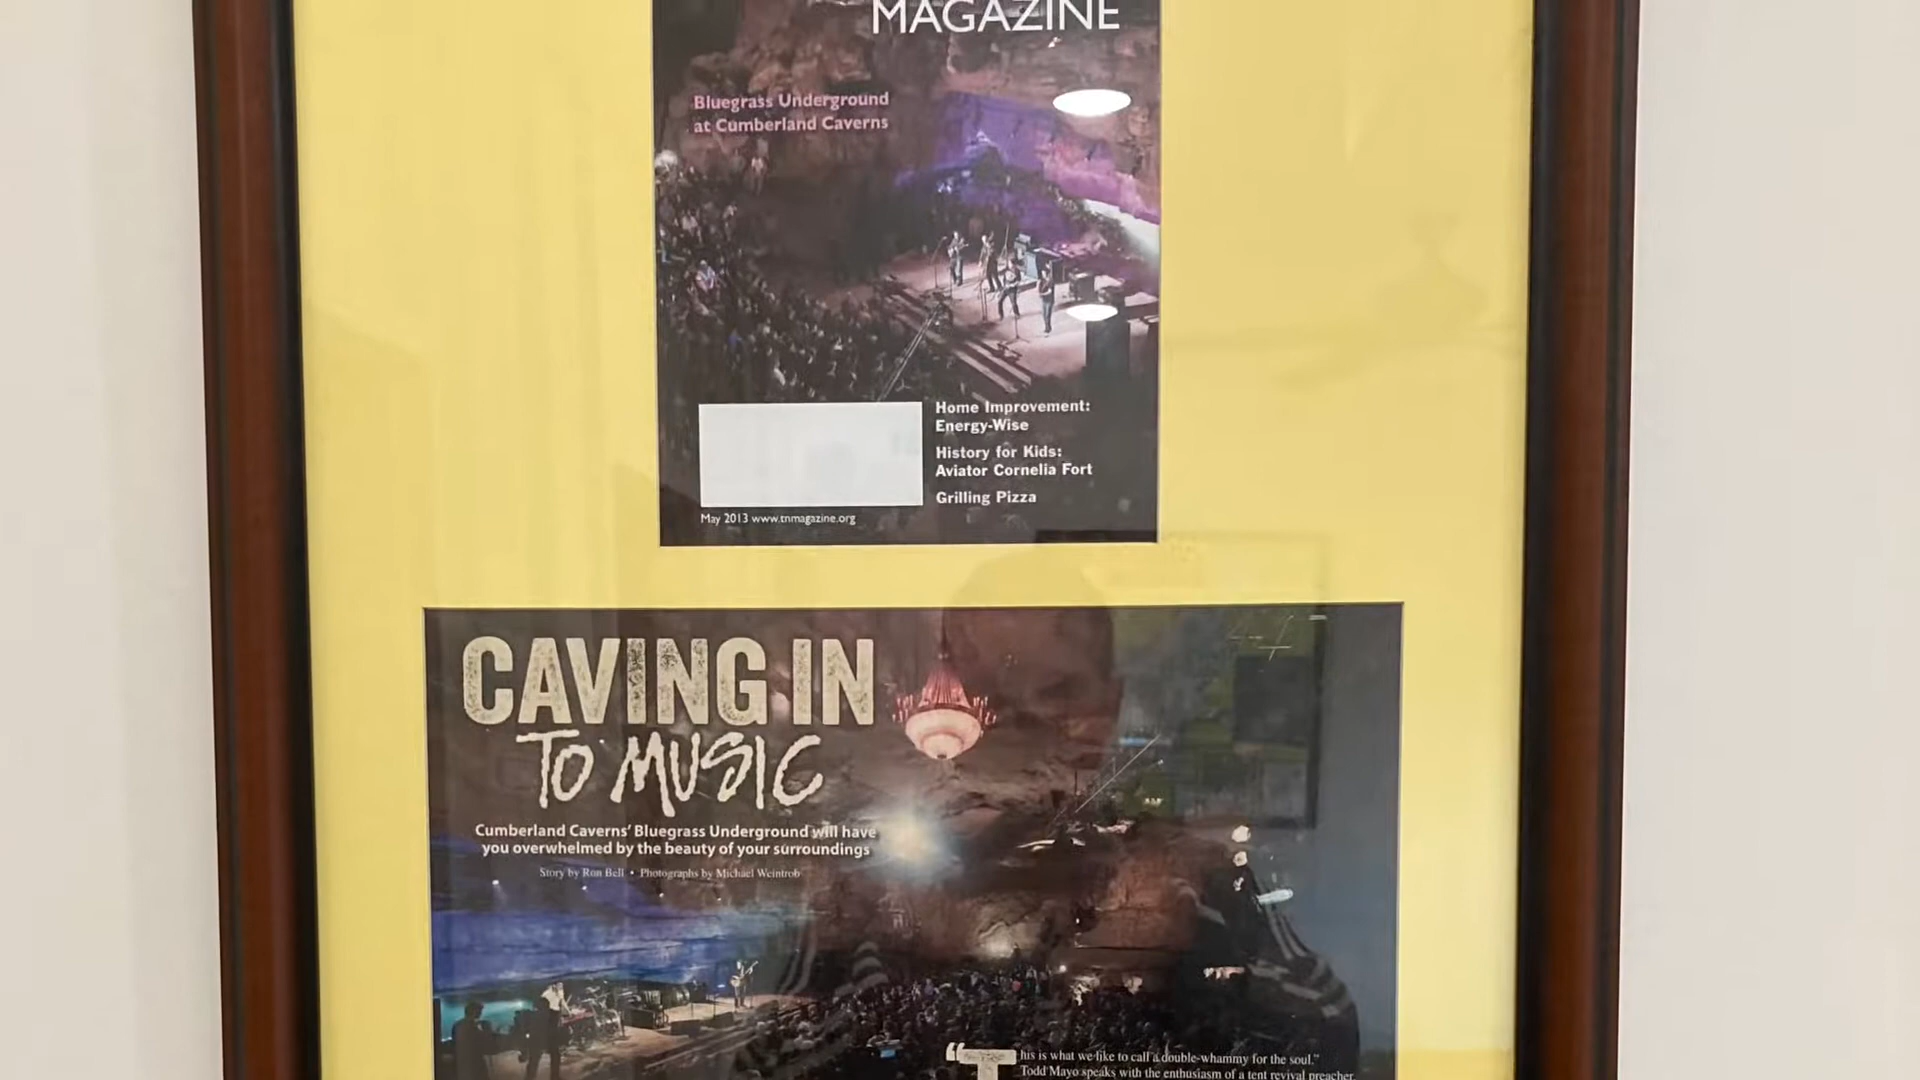 MAGAZINE
Bluegrass Underground
at Cumberland Caverns
Home Improvement:
Energy-Wise
History for Kids:
Aviator Cornelia Fort
Grilling Pizza
May 2013 www.tnmagazine.org
CAVING IN
TO MUSIC
Cumberland Caverns' Bluegrass Underground will have
you overwhelmed by the beauty of your surroundings
Story by Ron Bell • Photographs by Michael Weintrob
“This is what we like to call a double-whammy for the soul.”
Todd Mayo speaks with the enthusiasm of a tent revival preacher,